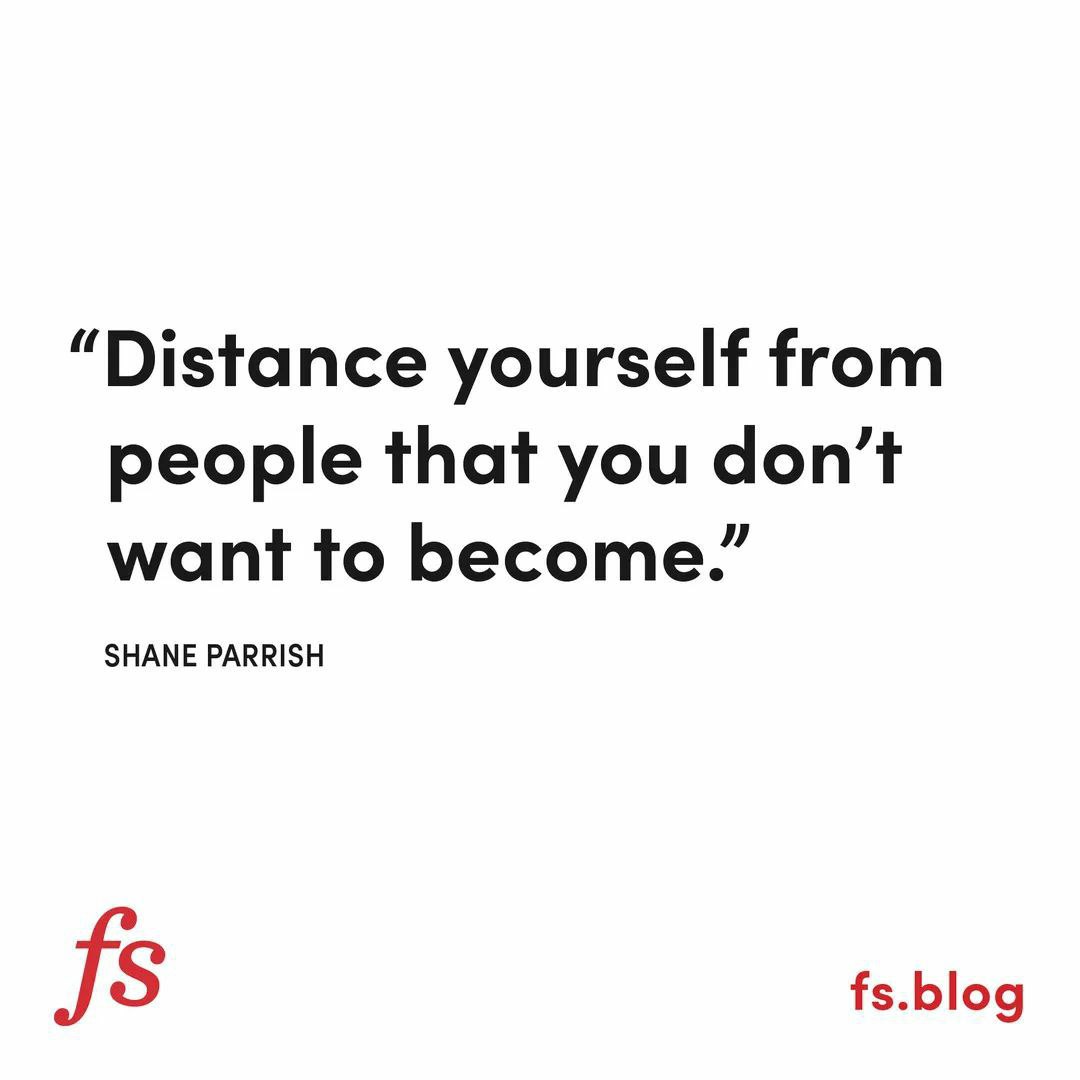 “Distance yourself from
people that you don’t
want to become.”
SHANE PARRISH
fs
fs.blog